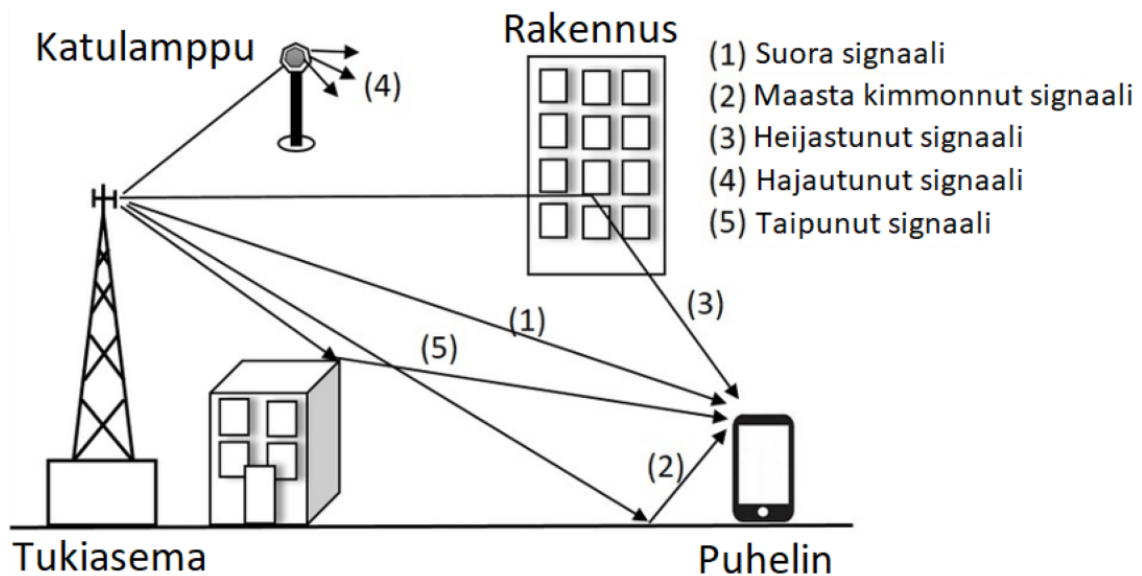 Katulamppu
(4)
Rakennus
(1) Suora signaali
(2) Maasta kimmonnut signaali
(3) Heijastunut signaali
(4) Hajautunut signaali
(5) Taipunut signaali
(3)
(1)
(5)
(2)
Tukiasema
Puhelin